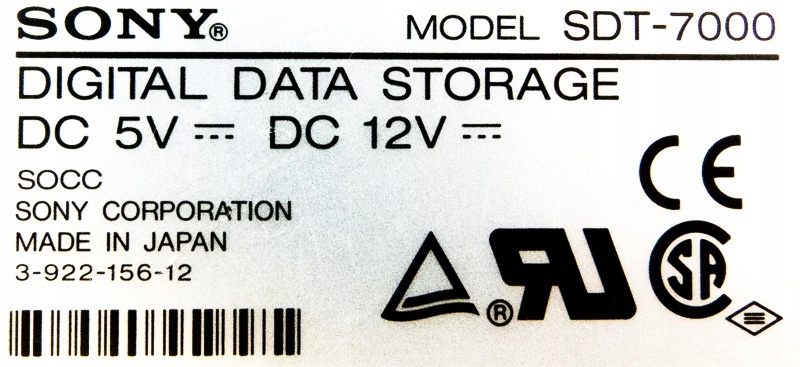 SONY® MODEL SDT-7000
DIGITAL DATA STORAGE
DC 5V ⎓ DC 12V ⎓
SOCC
SONY CORPORATION
MADE IN JAPAN
3-922-156-12
CE
® RU SA